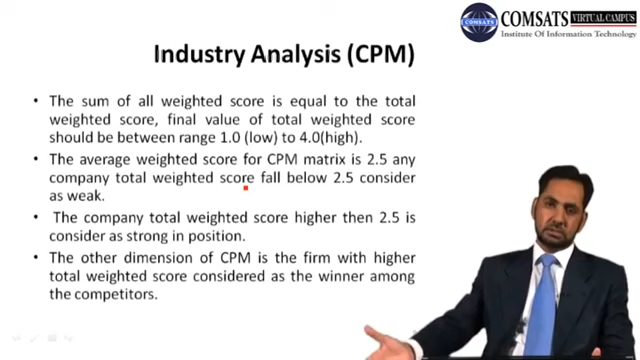 COMSATS VIRTUAL CAMPUS
Institute Of Information Technology
COMSATS
Industry Analysis (CPM)
• The sum of all weighted score is equal to the total
weighted score, final value of total weighted score
should be between range 1.0 (low) to 4.0(high).
• The average weighted score for CPM matrix is 2.5 any
company total weighted score fall below 2.5 consider
as weak.
• The company total weighted score higher then 2.5 is
consider as strong in position.
• The other dimension of CPM is the firm with higher
total weighted score considered as the winner among
the competitors.